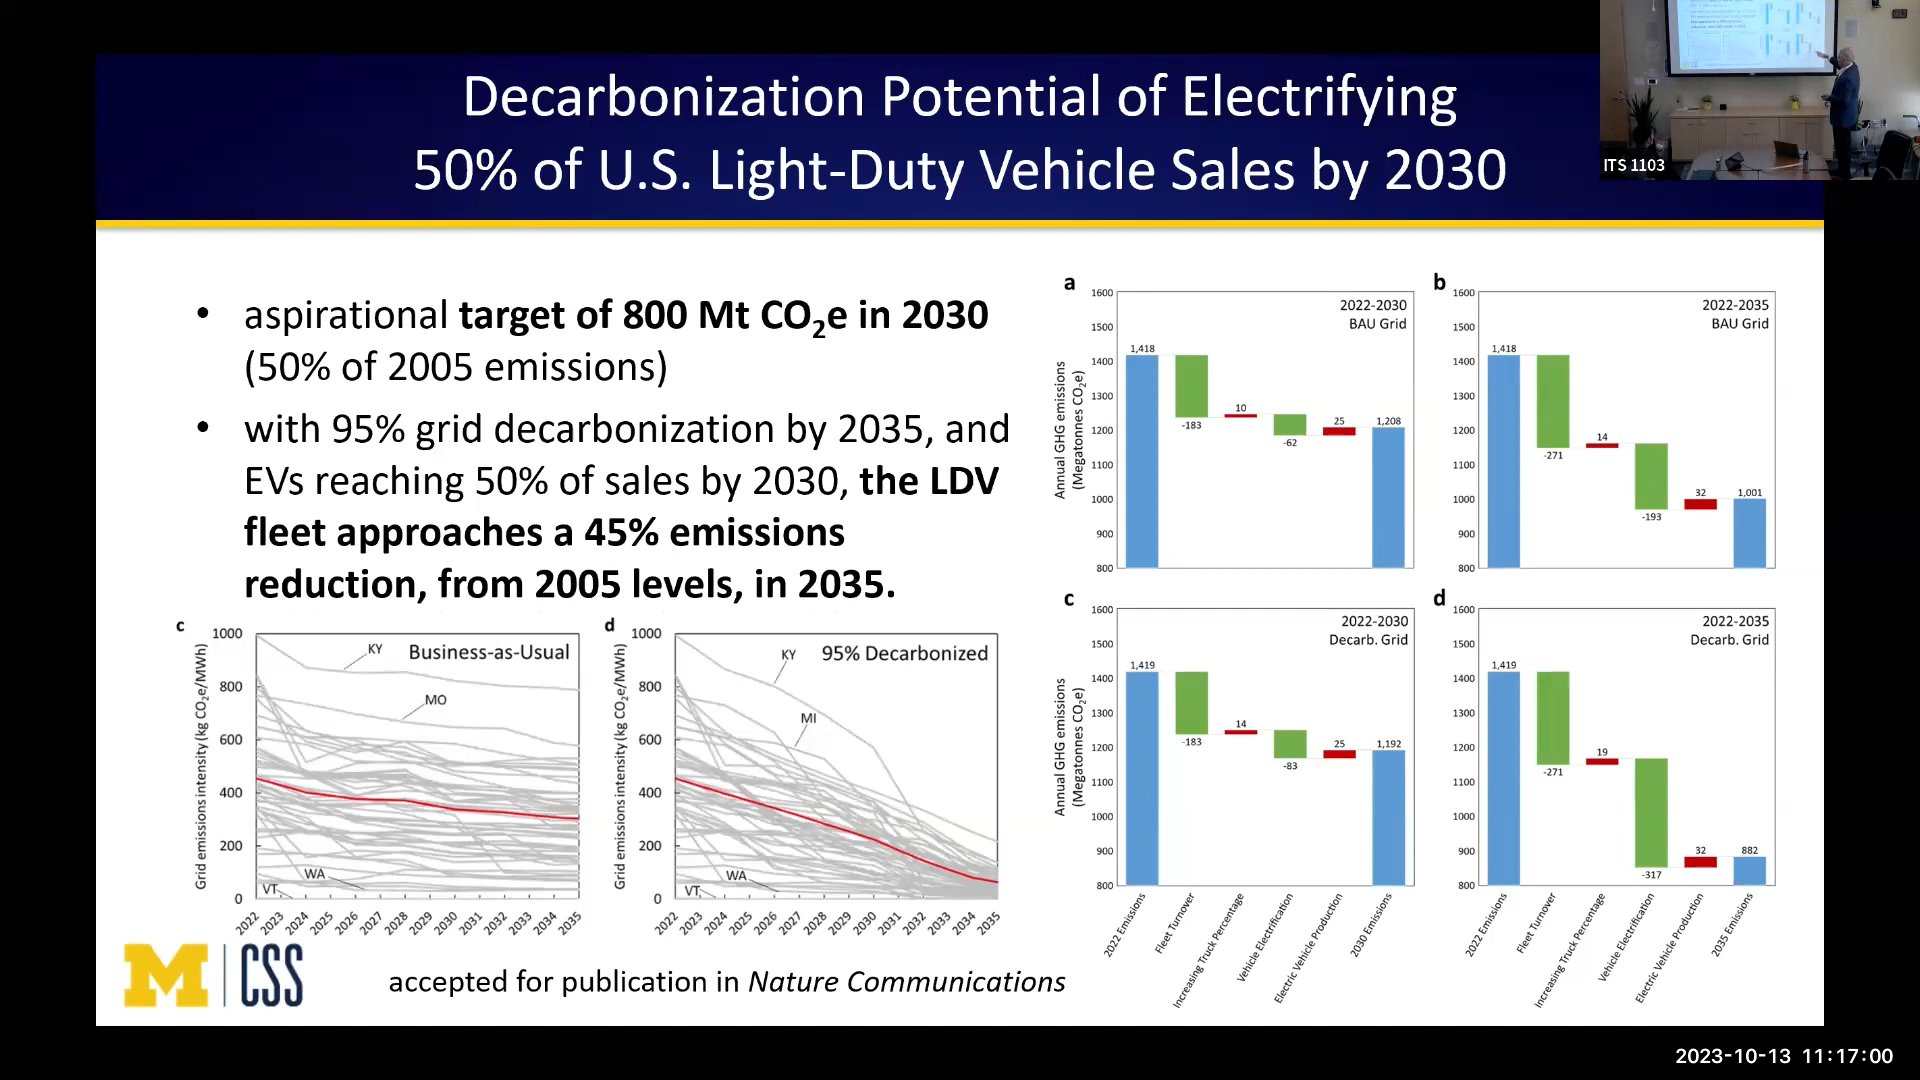 Decarbonization Potential of Electrifying
50% of U.S. Light-Duty Vehicle Sales by 2030
ITS 1103
• aspirational target of 800 Mt CO₂e in 2030
(50% of 2005 emissions)
• with 95% grid decarbonization by 2035, and
EVs reaching 50% of sales by 2030, the LDV
fleet approaches a 45% emissions
reduction, from 2005 levels, in 2035.
c
Business-as-Usual
Grid emissions intensity (kg CO₂e/MWh)
1000
800
600
400
200
0
KY
MO
WA
VT
2022
2023
2024
2025
2026
2027
2028
2029
2030
2031
2032
2033
2034
2035
d
95% Decarbonized
Grid emissions intensity (kg CO₂e/MWh)
1000
800
600
400
200
0
KY
MI
WA
VT
2022
2023
2024
2025
2026
2027
2028
2029
2030
2031
2032
2033
2034
2035
a
2022-2030
BAU Grid
Annual GHG emissions
(Megatonnes CO₂e)
1600
1500
1400
1300
1200
1100
1000
900
800
1,418
-183
10
-62
25
1,208
b
2022-2035
BAU Grid
1600
1500
1400
1300
1200
1100
1000
900
800
1,418
-271
14
-193
32
1,001
c
2022-2030
Decarb. Grid
Annual GHG emissions
(Megatonnes CO₂e)
1600
1500
1400
1300
1200
1100
1000
900
800
1,419
-183
14
-83
25
1,192
2022 Emissions
Fleet Turnover
Increasing Truck Percentage
Vehicle Electrification
Electric Vehicle Production
2030 Emissions
d
2022-2035
Decarb. Grid
1600
1500
1400
1300
1200
1100
1000
900
800
1,419
-271
19
-317
32
882
2022 Emissions
Fleet Turnover
Increasing Truck Percentage
Vehicle Electrification
Electric Vehicle Production
2035 Emissions
M CSS
accepted for publication in Nature Communications
2023-10-13 11:17:00